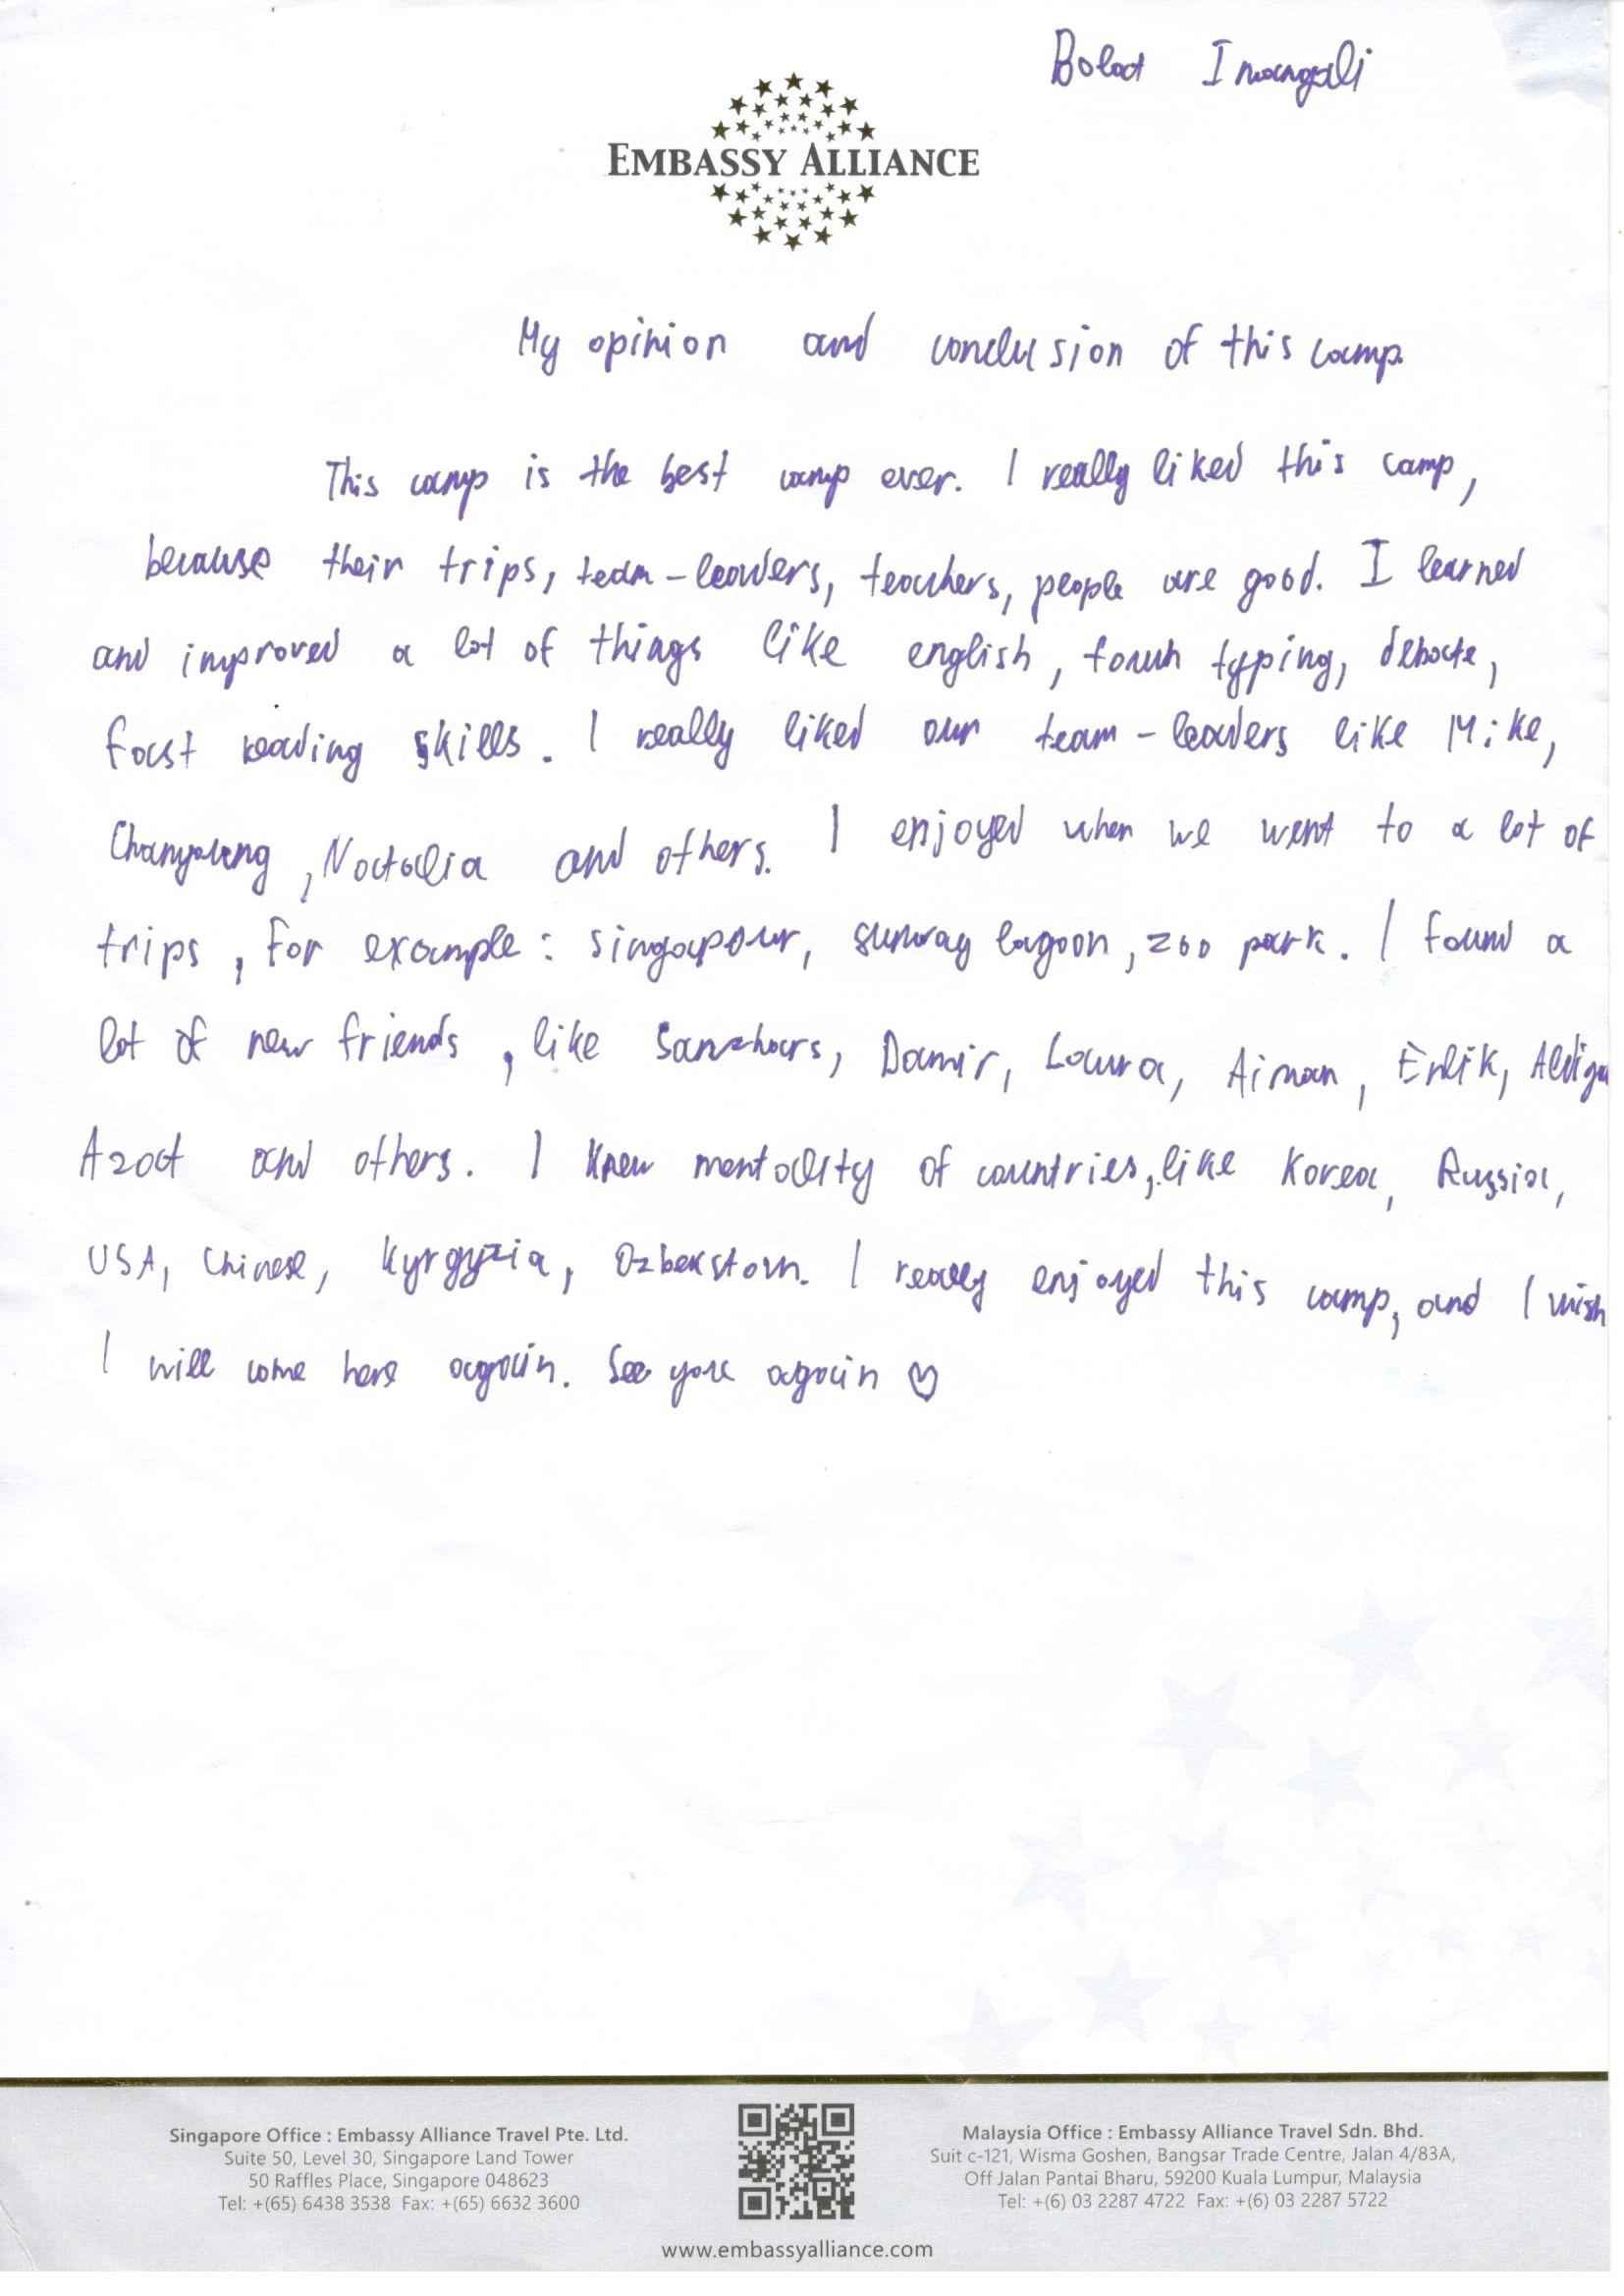 Bolat Imangali
EMBASSY ALLIANCE
My opinion and conclusion of this camp
This camp is the best camp ever. I really liked this camp,
because their trips, team-leaders, teachers, people are good. I learned
and improved a lot of things like english, touch typing, debate,
fast reading skills. I really liked our team-leaders like Mike,
, Natalia and others. I enjoyed when we went to a lot of
trips, for example: singapour, sunway lagoon, zoo park. I found a
lot of new friends, like Sanzhars, Damir, Laura, Aiman, Erlik,
Azat and others. I knew mentality of countries, like Korea, Russia,
USA, Chinese, Kyrgyzia, Ozbekstan. I really enjoyed this camp, and I wish
I will come here again. See you again ♡
Singapore Office : Embassy Alliance Travel Pte. Ltd.
Suite 50, Level 30, Singapore Land Tower
50 Raffles Place, Singapore 048623
Tel: +(65) 6438 3538 Fax: +(65) 6632 3600
Malaysia Office : Embassy Alliance Travel Sdn. Bhd.
Suit c-121, Wisma Goshen, Bangsar Trade Centre, Jalan 4/83A,
Off Jalan Pantai Bharu, 59200 Kuala Lumpur, Malaysia
Tel: +(6) 03 2287 4722 Fax: +(6) 03 2287 5722
www.embassyalliance.com